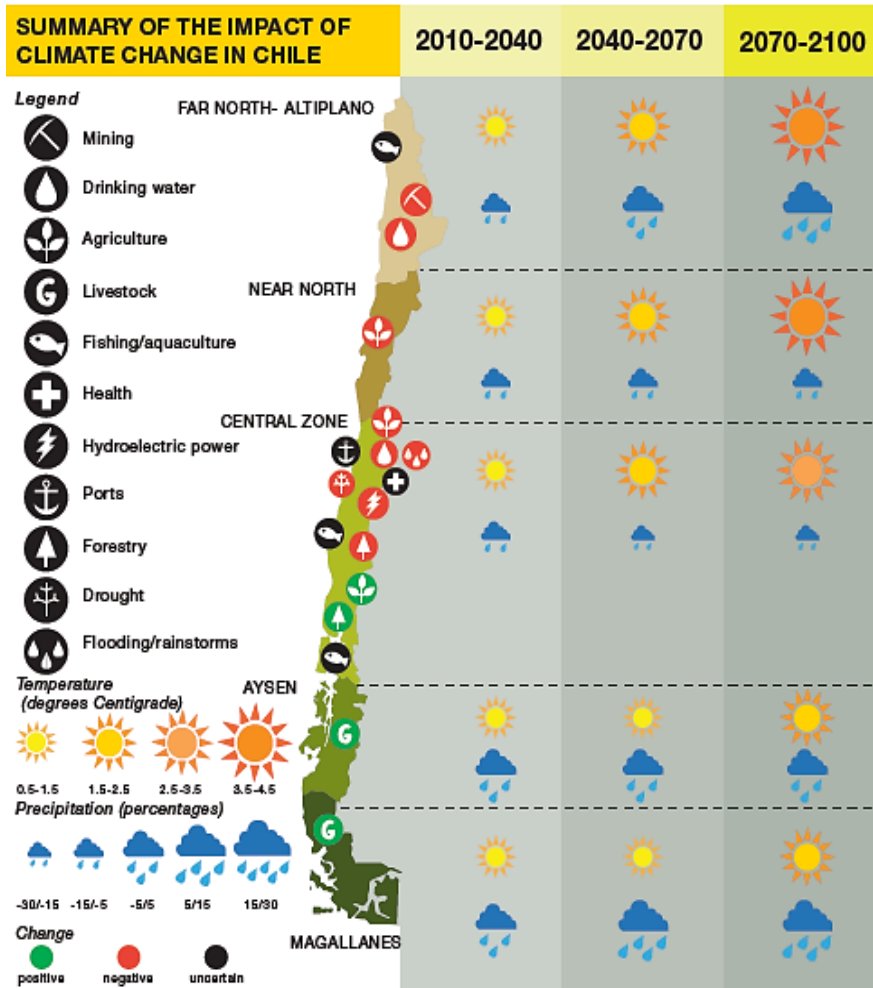 SUMMARY OF THE IMPACT OF
CLIMATE CHANGE IN CHILE
2010-2040
2040-2070
2070-2100
Legend
Mining
Drinking water
Agriculture
Livestock
Fishing/aquaculture
Health
Hydroelectric power
Ports
Forestry
Drought
Flooding/rainstorms
FAR NORTH- ALTIPLANO
NEAR NORTH
CENTRAL ZONE
AYSEN
MAGALLANES
G
G
G
Temperature
(degrees Centigrade)
0.5-1.5
1.5-2.5
2.5-3.5
3.5-4.5
Precipitation (percentages)
-30/-15
-15/-5
-5/5
5/15
15/30
Change
positive
negative
uncertain